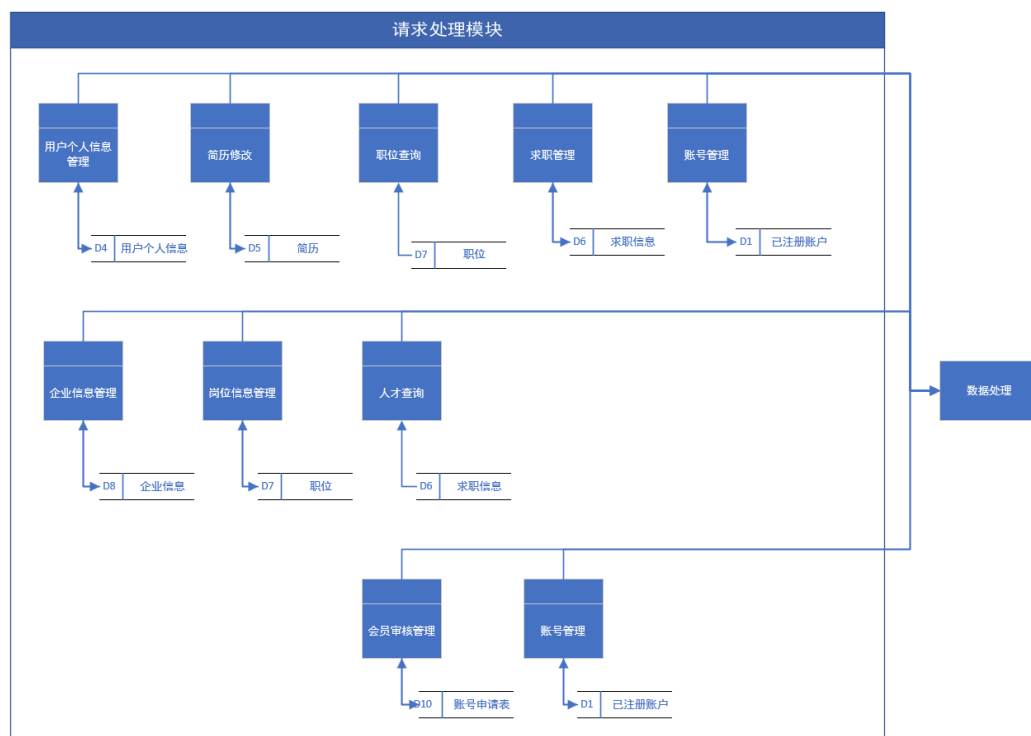 请求处理模块
用户个人信息
管理
简历修改
职位查询
求职管理
账号管理
D4 用户个人信息
D5 简历
D7 职位
D6 求职信息
D1 已注册账户
企业信息管理
岗位信息管理
人才查询
数据处理
D8 企业信息
D7 职位
D6 求职信息
会员审核管理
账号管理
D10 账号申请表
D1 已注册账户